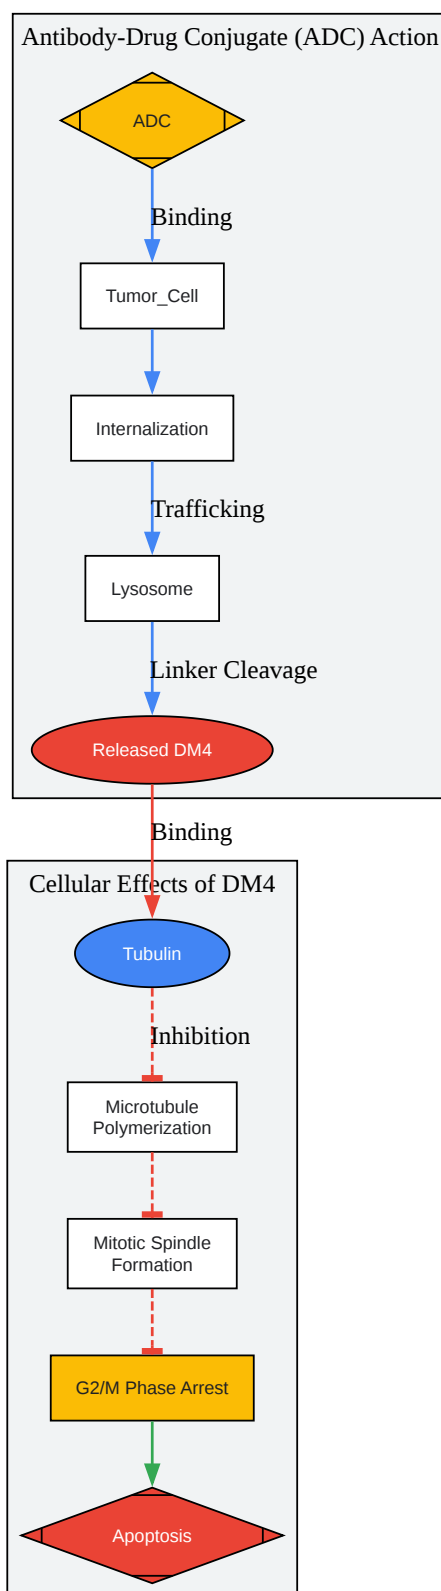 Antibody-Drug Conjugate (ADC) Action
ADC
Binding
Tumor_Cell
Internalization
Trafficking
Lysosome
Linker Cleavage
Released DM4
Binding
Cellular Effects of DM4
Tubulin
Inhibition
Microtubule
Polymerization
Mitotic Spindle
Formation
G2/M Phase Arrest
Apoptosis